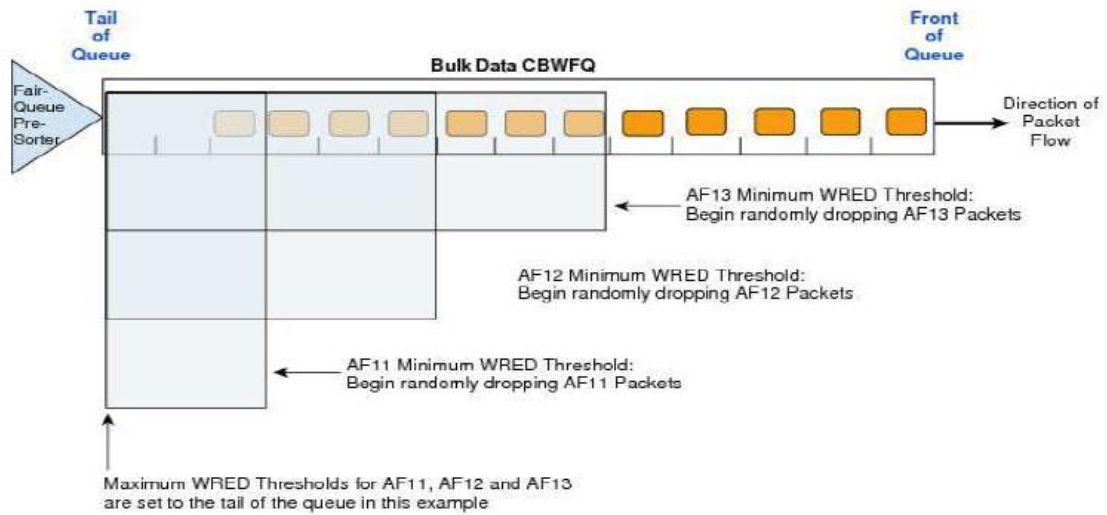 Tail
of
Queue
Front
of
Queue
Bulk Data CBWFQ
Fair-
Queue
Pre-
Sorter
Direction of
Packet
Flow
AF13 Minimum WRED Threshold:
Begin randomly dropping AF13 Packets
AF12 Minimum WRED Threshold:
Begin randomly dropping AF12 Packets
AF11 Minimum WRED Threshold:
Begin randomly dropping AF11 Packets
Maximum WRED Thresholds for AF11, AF12 and AF13
are set to the tail of the queue in this example